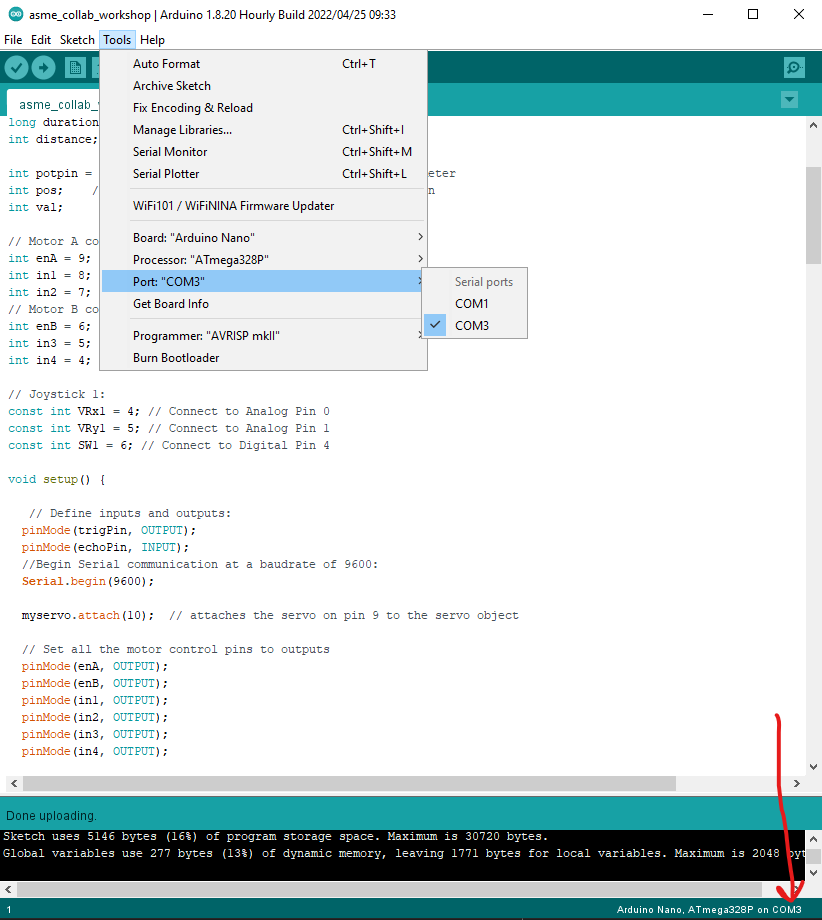 asme_collab_workshop | Arduino 1.8.20 Hourly Build 2022/04/25 09:33
File Edit Sketch Tools Help
Auto Format Ctrl+T
Archive Sketch
Fix Encoding & Reload
Manage Libraries... Ctrl+Shift+I
Serial Monitor Ctrl+Shift+M
Serial Plotter Ctrl+Shift+L
WiFi101 / WiFiNINA Firmware Updater
Board: "Arduino Nano"
Processor: "ATmega328P"
Port: "COM3"
Get Board Info
Programmer: "AVRISP mkII"
Burn Bootloader
Serial ports
COM1
COM3
asme_collab_
long duration
int distance;
int potpin = eter
int pos; / n
int val;
// Motor A co
int enA = 9;
int in1 = 8;
int in2 = 7;
// Motor B co
int enB = 6;
int in3 = 5;
int in4 = 4;
// Joystick 1:
const int VRx1 = 4; // Connect to Analog Pin 0
const int VRy1 = 5; // Connect to Analog Pin 1
const int SW1 = 6; // Connect to Digital Pin 4
void setup() {
// Define inputs and outputs:
pinMode(trigPin, OUTPUT);
pinMode(echoPin, INPUT);
//Begin Serial communication at a baudrate of 9600:
Serial.begin(9600);
myservo.attach(10); // attaches the servo on pin 9 to the servo object
// Set all the motor control pins to outputs
pinMode(enA, OUTPUT);
pinMode(enB, OUTPUT);
pinMode(in1, OUTPUT);
pinMode(in2, OUTPUT);
pinMode(in3, OUTPUT);
pinMode(in4, OUTPUT);
Done uploading.
Sketch uses 5146 bytes (16%) of program storage space. Maximum is 30720 bytes.
Global variables use 277 bytes (13%) of dynamic memory, leaving 1771 bytes for local variables. Maximum is 2048 byt
1 Arduino Nano, ATmega328P on COM3